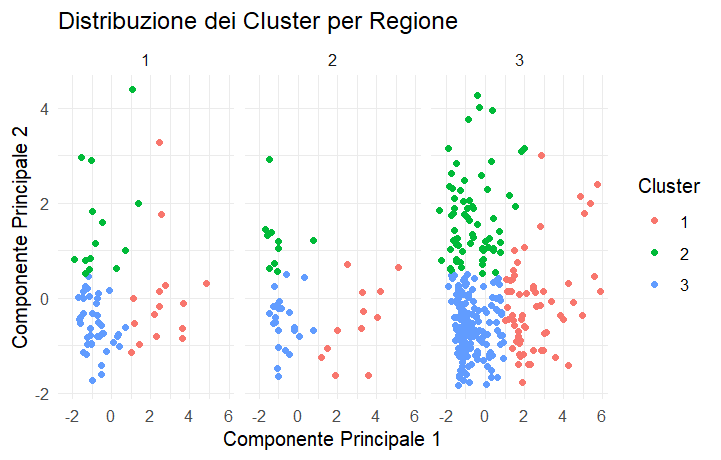 Distribuzione dei Cluster per Regione
1 2 3
Componente Principale 2
4
2
0
-2
-2 0 2 4 6 -2 0 2 4 6 -2 0 2 4 6
Componente Principale 1
Cluster
1
2
3